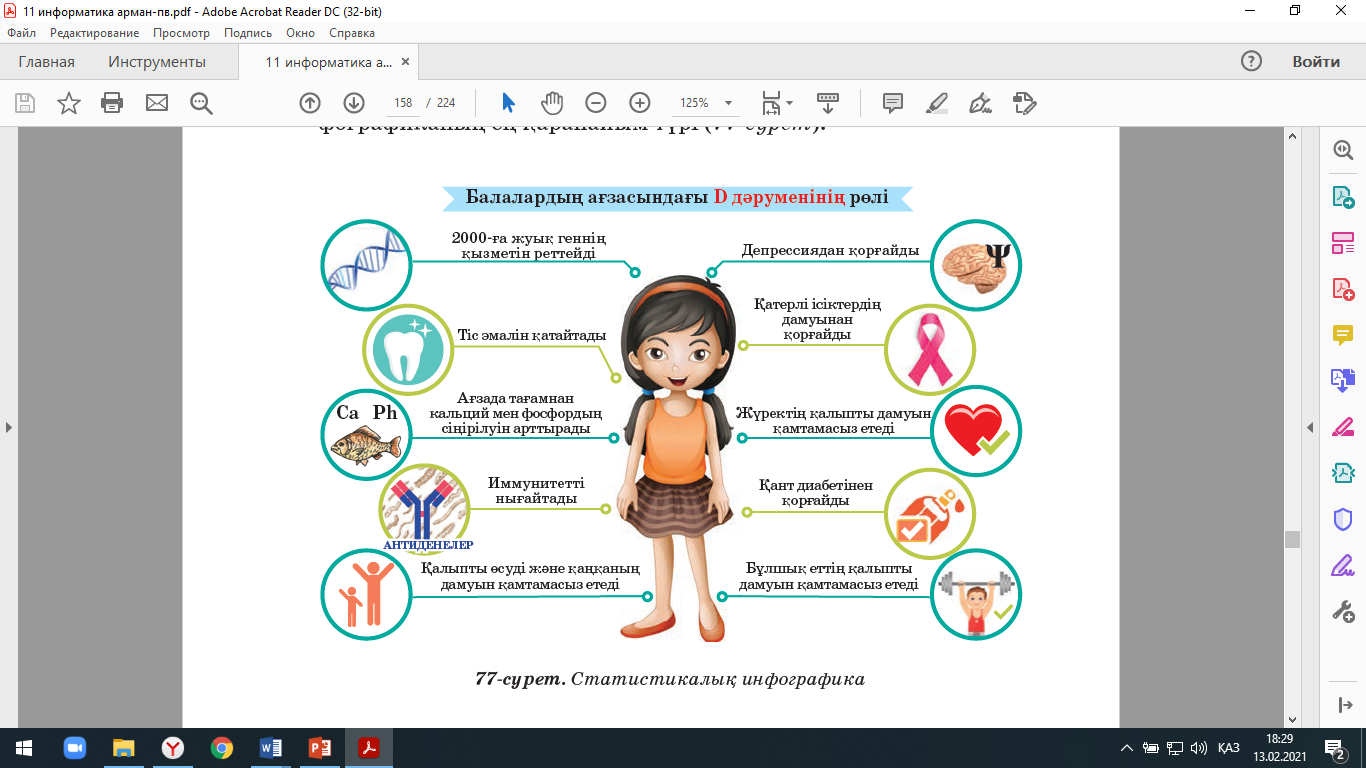 11 информатика арман-пв.pdf - Adobe Acrobat Reader DC (32-bit)
Файл Редактирование Просмотр Подпись Окно Справка
Главная Инструменты 11 информатика а... × Войти
158 / 224 125%
Балалардың ағзасындағы D дәруменінің рөлі
2000-ға жуық геннің
қызметін реттейді
Депрессиядан қорғайды
Ψ
Тіс эмалін қатайтады
Қатерлі ісіктердің
дамуынан
қорғайды
Ca Ph
Ағзада тағамнан
кальций мен фосфордың
сіңірілуін арттырады
Жүректің қалыпты дамуын
қамтамасыз етеді
Иммунитетті
нығайтады
АНТИДЕНЕЛЕР
Қант диабетінен
қорғайды
Қалыпты өсуді және қаңқаның
дамуын қамтамасыз етеді
Бұлшық еттің қалыпты
дамуын қамтамасыз етеді
77-сурет. Статистикалық инфографика
ҚАЗ
18:29
13.02.2021
2